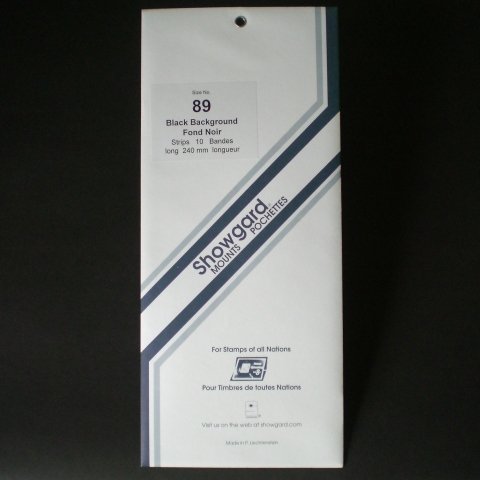 Size No
89
Black Background
Fond Noir
Strips 10 Bandes
long 240 mm longueur
Showgard
MOUNTS
POCHETTES
For Stamps of all Nations
Pour Timbres de toutes Nations
Visit us on the web at showgard.com
Made in P. Liechtenstein